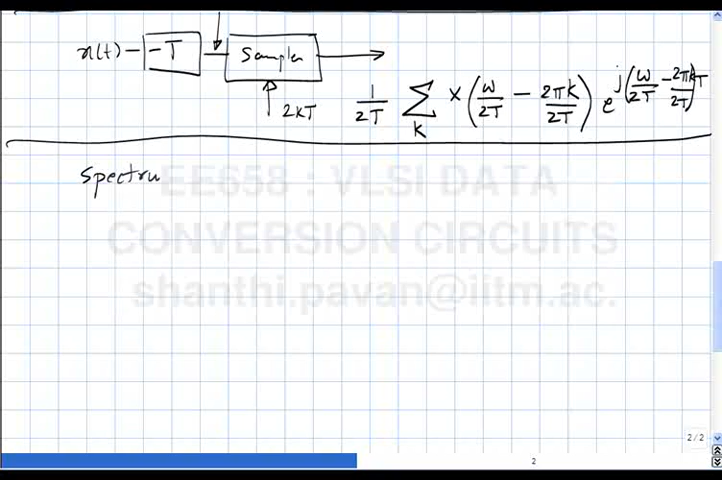 x(t) – -T Sampler
2kT 1/2T Σ_K X(ω/2T − 2πk/2T) e^{j(ω/2T − 2πk/2T)T}
Spectru
EE658 : VLSI DATA
CONVERSION CIRCUITS
shanthi.pavan@iitm.ac.
2/2
2